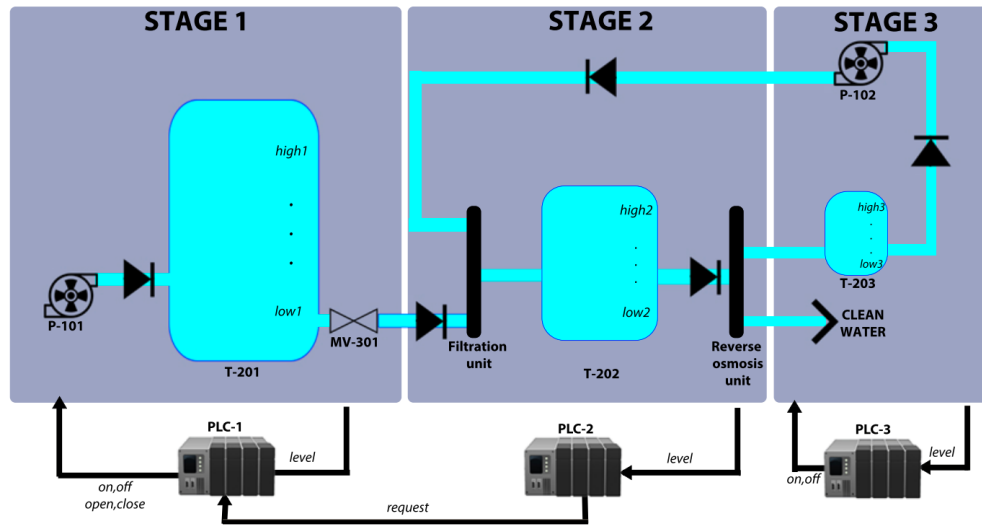 STAGE 1
STAGE 2
STAGE 3
P-102
high1
low1
P-101
MV-301
T-201
high2
low2
Filtration
unit
T-202
Reverse
osmosis
unit
high3
low3
T-203
CLEAN
WATER
PLC-1
level
on,off
open,close
request
PLC-2
level
PLC-3
level
on,off